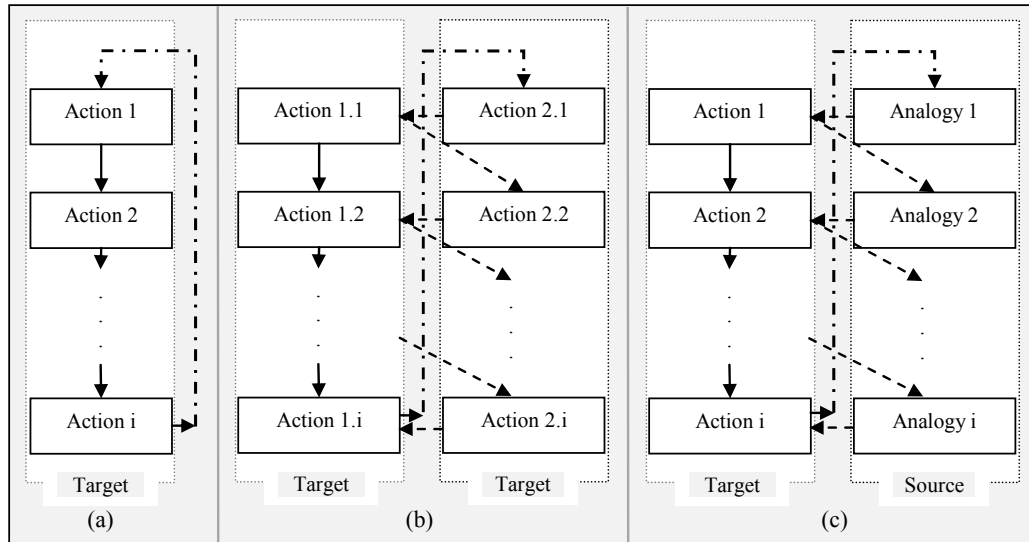 Action 1
Action 2
Action i
Target
(a)
Action 1.1
Action 2.1
Action 1.2
Action 2.2
Action 1.i
Action 2.i
Target
Target
(b)
Action 1
Analogy 1
Action 2
Analogy 2
Action i
Analogy i
Target
Source
(c)